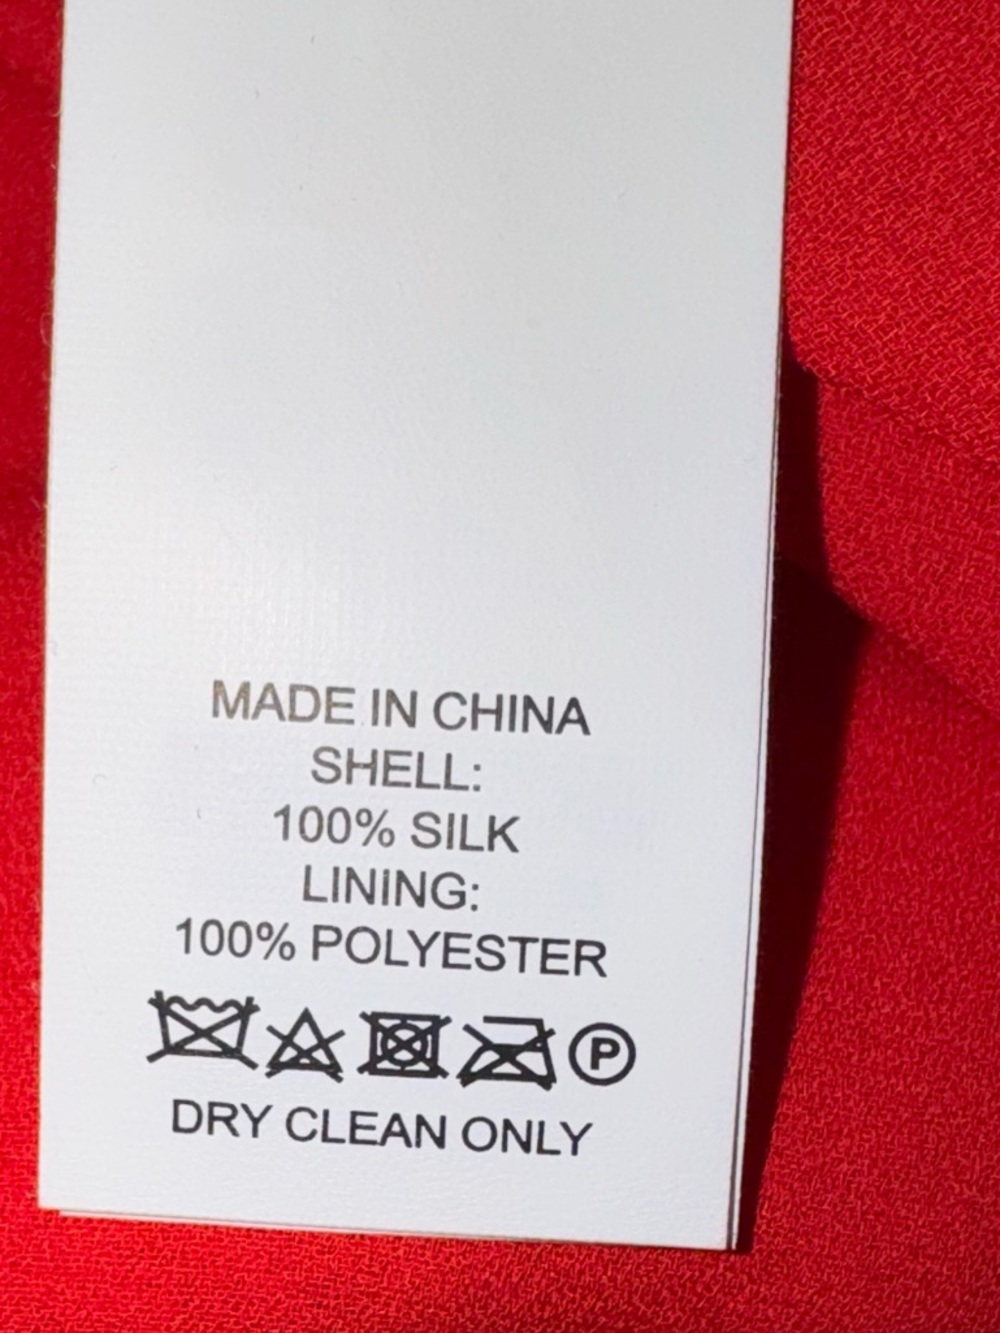 MADE IN CHINA
SHELL:
100% SILK
LINING:
100% POLYESTER
P
DRY CLEAN ONLY